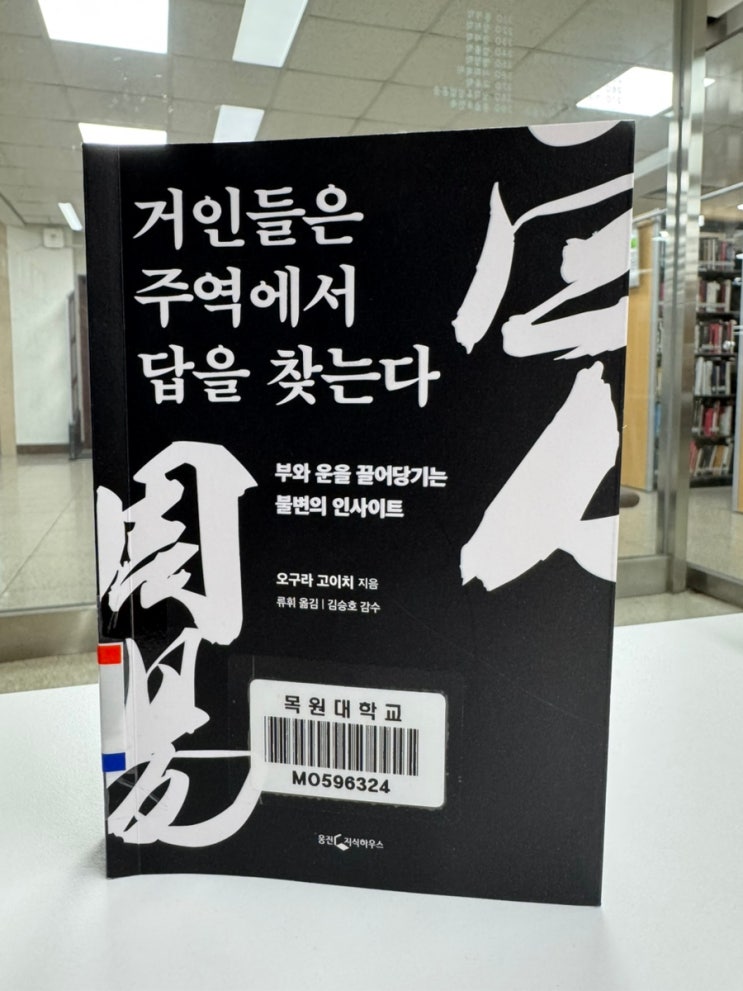 거인들은
주역에서
답을 찾는다
부와 운을 끌어당기는
불변의 인사이트
오구라 고이치 지음
류휘 옮김 | 김승호 감수
周易
목원대학교
MO596324
웅진 지식하우스